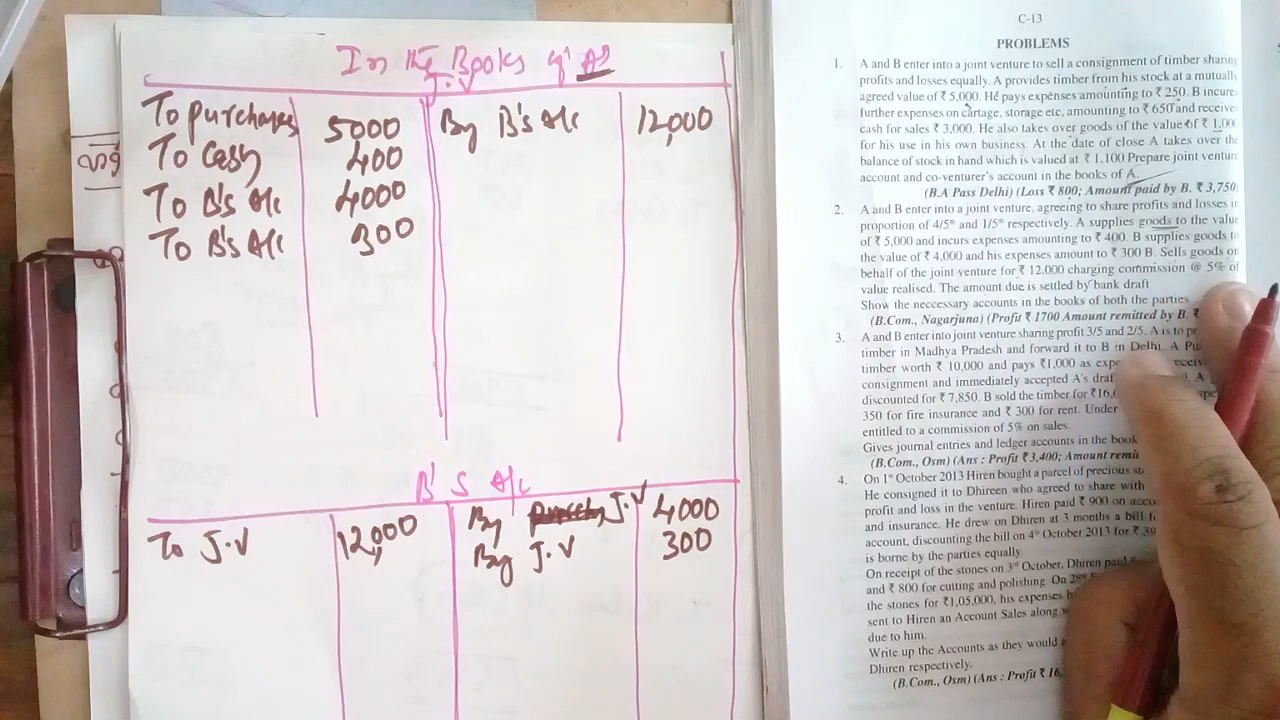 In the Books of A's
J.V
To purchases 5000 By B's A/c 12,000
To Cash 400
To B's A/c 4000
To B's A/c 300
B'S A/c
To J.V 12,000 By J.V 4000
By J.V 300
C-13
PROBLEMS
1. A and B enter into a joint venture to sell a consignment of timber sharing
profits and losses equally. A provides timber from his stock at a mutually
agreed value of ₹ 5,000. He pays expenses amounting to ₹ 250. B incurs
further expenses on cartage, storage etc, amounting to ₹ 650 and receives
cash for sales ₹ 3,000. He also takes over goods of the value of ₹ 1,000
for his use in his own business. At the date of close A takes over the
balance of stock in hand which is valued at ₹ 1,100 Prepare joint venture
account and co-venturer's account in the books of A.
(B.A Pass Delhi) (Loss ₹ 800; Amount paid by B. ₹ 3,750)
2. A and B enter into a joint venture, agreeing to share profits and losses in
proportion of 4/5th and 1/5th respectively. A supplies goods to the value
of ₹ 5,000 and incurs expenses amounting to ₹ 400. B supplies goods to
the value of ₹ 4,000 and his expenses amount to ₹ 300 B. Sells goods on
behalf of the joint venture for ₹ 12,000 charging commission @ 5% of
value realised. The amount due is settled by bank draft
Show the neccessary accounts in the books of both the parties
(B.Com., Nagarjuna) (Profit ₹ 1700 Amount remitted by B. ₹
3. A and B enter into joint venture sharing profit 3/5 and 2/5. A is to
timber in Madhya Pradesh and forward it to B in Delhi. A
timber worth ₹ 10,000 and pays ₹1,000 as
consignment and immediately accepted A's
discounted for ₹ 7,850. B sold the timber for
350 for fire insurance and ₹ 300 for rent. Under
entitled to a commission of 5% on sales.
Gives journal entries and ledger accounts in the
(B.Com., Osm) (Ans : Profit ₹ 3,400; Amount
4. On 1st October 2013 Hiren bought a parcel of precious
He consigned it to Dhireen who agreed to share with
profit and loss in the venture. Hiren paid ₹ 900 on
and insurance. He drew on Dhiren at 3 months a bill
account, discounting the bill on 4th October 2013 for ₹
is borne by the parties equally.
On receipt of the stones on 3rd October, Dhiren paid
and ₹ 800 for cutting and polishing On
the stones for ₹1,05,000, his expenses
sent to Hiren an Account Sales along
due to him.
Write up the Accounts as they would
Dhiren respectively.
(B.Com., Osm) (Ans : Profit ₹